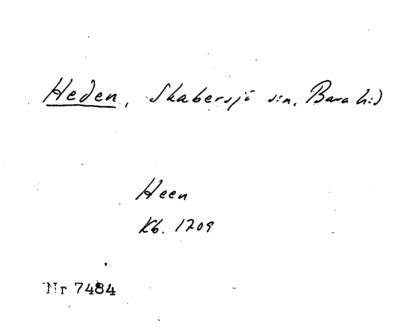 Heden, Skabersjö sn, Bara hd
Heen
Kb. 1709
Nr 7484